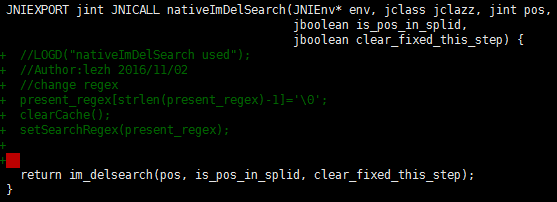 JNIEXPORT jint JNICALL nativeImDelSearch(JNIEnv* env, jclass jclazz, jint pos,
                                         jboolean is_pos_in_splid,
                                         jboolean clear_fixed_this_step) {
+  //LOGD("nativeImDelSearch used");
+  //Author:lezh 2016/11/02
+  //change regex
+  present_regex[strlen(present_regex)-1]='\0';
+  clearCache();
+  setSearchRegex(present_regex);
+
+
   return im_delsearch(pos, is_pos_in_splid, clear_fixed_this_step);
}